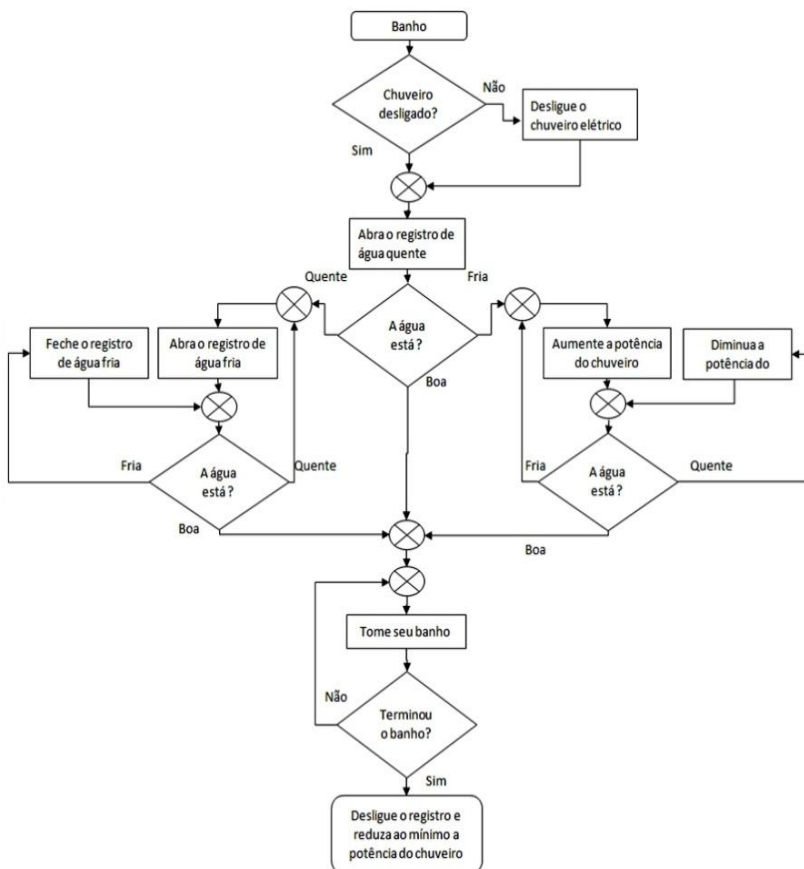 Banho
Chuveiro
desligado?
Não
Desligue o
chuveiro elétrico
Sim
Abra o registro de
água quente
Quente
Fria
A água
está ?
Boa
Feche o registro
de água fria
Abra o registro de
água fria
Aumente a potência
do chuveiro
Diminua a
potência do
Fria
A água
está ?
Quente
Boa
Fria
A água
está ?
Quente
Boa
Tome seu banho
Não
Terminou
o banho?
Sim
Desligue o registro e
reduza ao mínimo a
potência do chuveiro